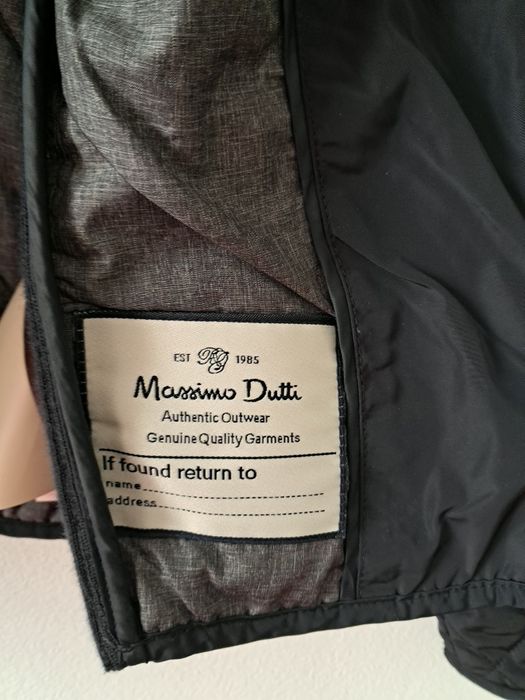 EST 1985
Massimo Dutti
Authentic Outwear
Genuine Quality Garments
If found return to
name
address